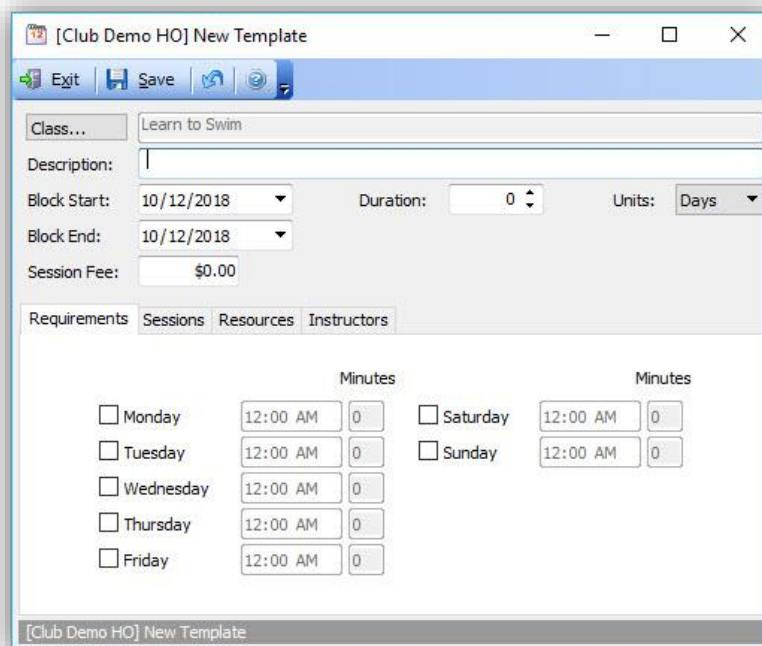 [Club Demo HO] New Template
Exit Save
Class... Learn to Swim
Description:
Block Start: 10/12/2018 Duration: 0 Units: Days
Block End: 10/12/2018
Session Fee: $0.00
Requirements Sessions Resources Instructors
Minutes Minutes
Monday 12:00 AM 0 Saturday 12:00 AM 0
Tuesday 12:00 AM 0 Sunday 12:00 AM 0
Wednesday 12:00 AM 0
Thursday 12:00 AM 0
Friday 12:00 AM 0
[Club Demo HO] New Template